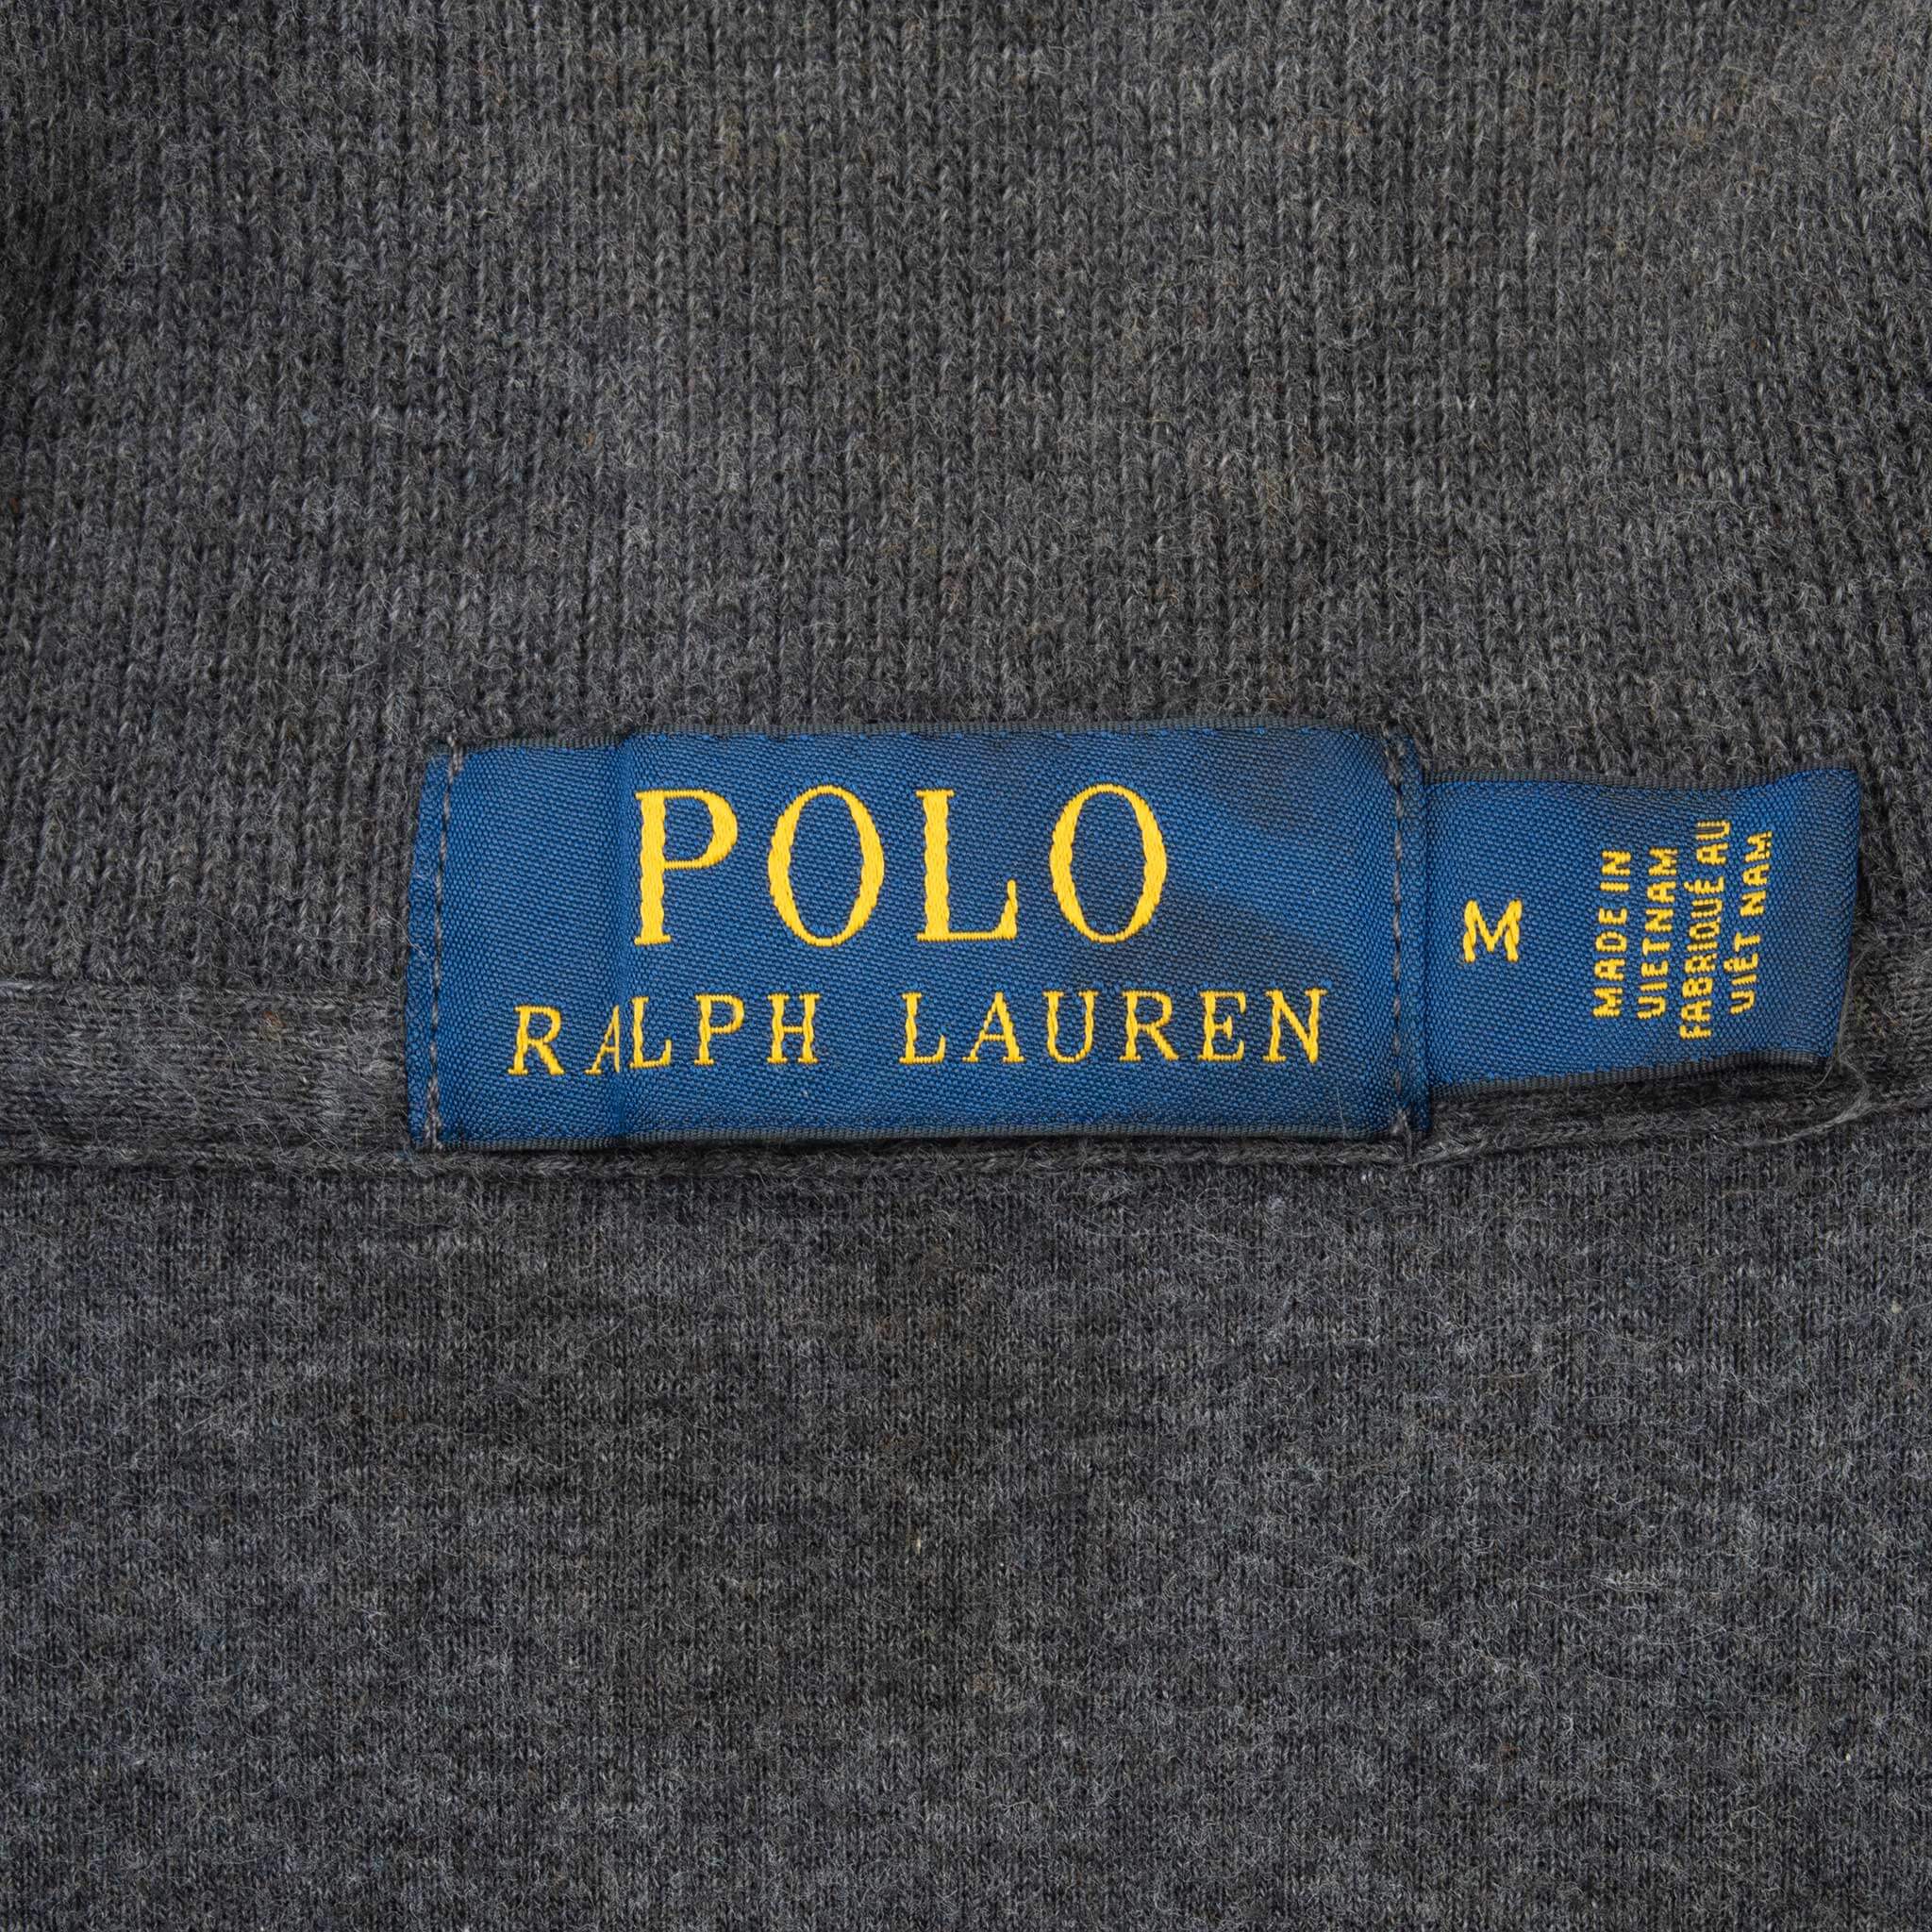 POLO
RALPH LAUREN
M
MADE IN
VIETNAM
FABRIQUÉ AU
VIÊT NAM